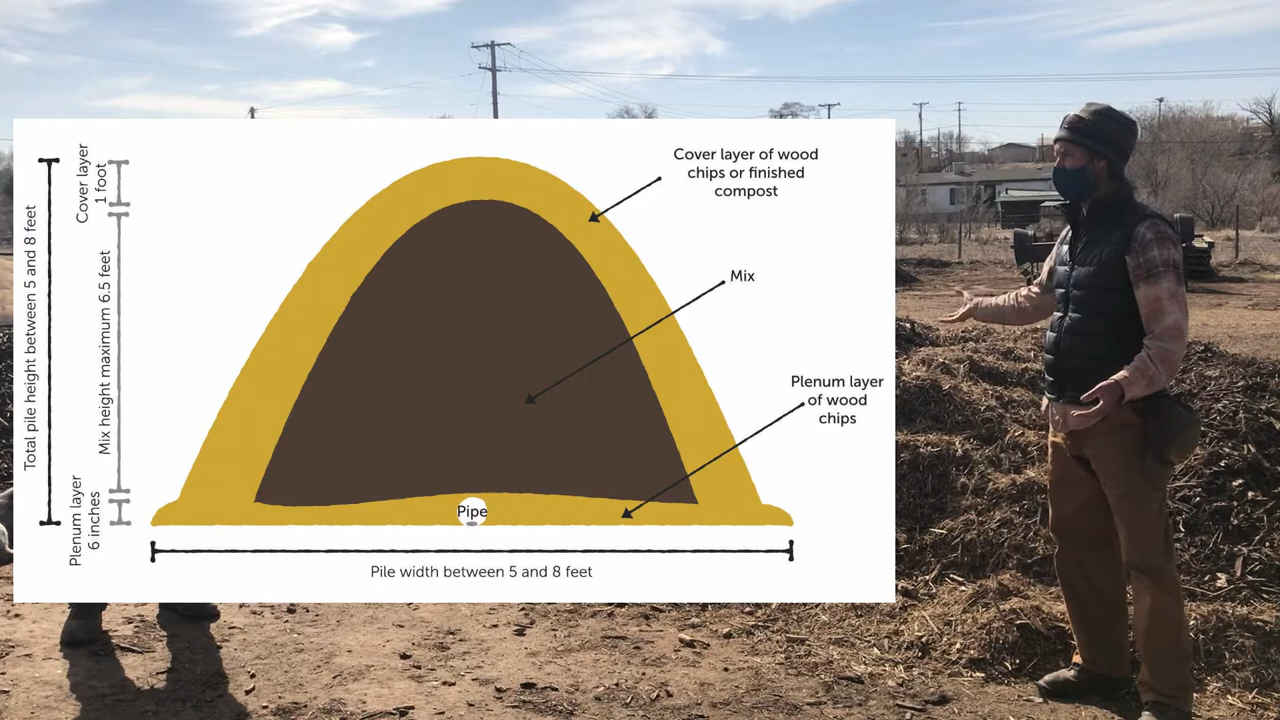 Cover layer of wood
chips or finished
compost
Mix
Plenum layer
of wood
chips
Pipe
Total pile height between 5 and 8 feet
Cover layer
1 foot
Mix height maximum 6.5 feet
Plenum layer
6 inches
Pile width between 5 and 8 feet